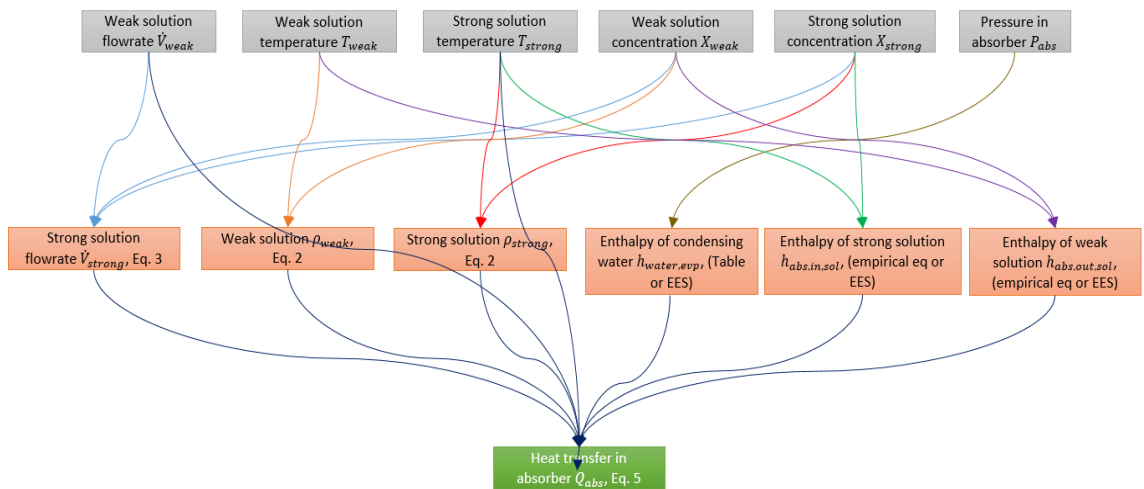 Weak solution
flowrate V̇weak
Weak solution
temperature Tweak
Strong solution
temperature Tstrong
Weak solution
concentration Xweak
Strong solution
concentration Xstrong
Pressure in
absorber Pabs
Strong solution
flowrate V̇strong, Eq. 3
Weak solution ρweak,
Eq. 2
Strong solution ρstrong,
Eq. 2
Enthalpy of condensing
water hwater,evp, (Table
or EES)
Enthalpy of strong solution
habs,in,sol, (empirical eq or
EES)
Enthalpy of weak
solution habs,out,sol,
(empirical eq or EES)
Heat transfer in
absorber Qabs, Eq. 5